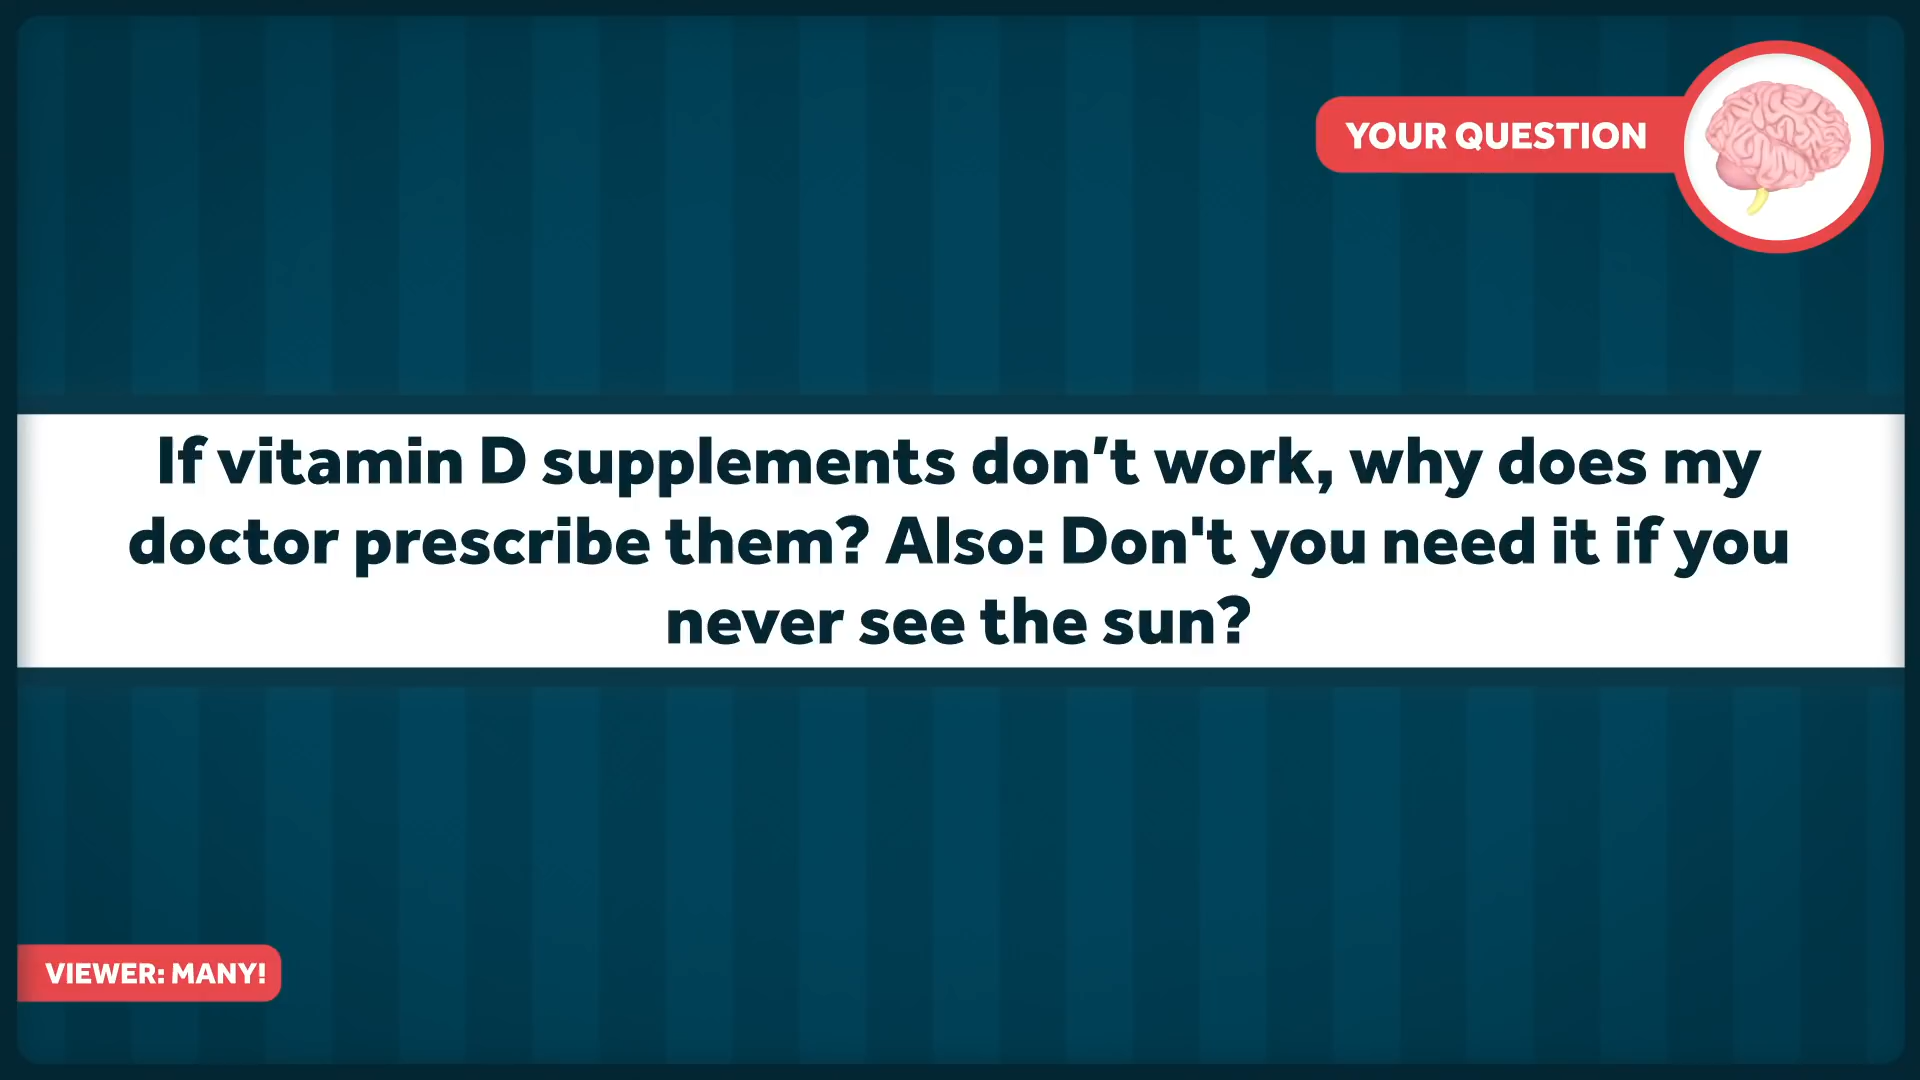 YOUR QUESTION
If vitamin D supplements don’t work, why does my
doctor prescribe them? Also: Don't you need it if you
never see the sun?
VIEWER: MANY!